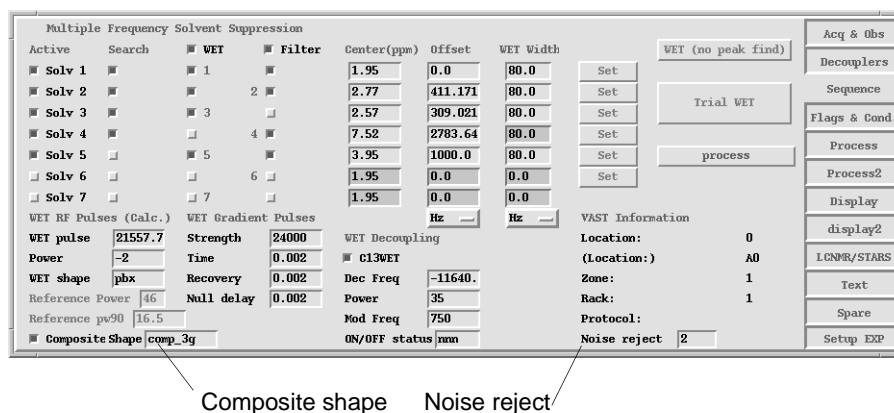 Multiple Frequency Solvent Suppression
Active Search WET Filter Center(ppm) Offset WET Width WET (no peak find) Acq & Obs
Solv 1 1 1.95 0.0 80.0 Set Decouplers
Solv 2 2 2.77 411.171 80.0 Set Trial WET Sequence
Solv 3 3 2.57 309.021 80.0 Set Flags & Cond.
Solv 4 4 7.52 2783.64 80.0 Set
Solv 5 5 3.95 1000.0 80.0 Set process Process
Solv 6 6 1.95 0.0 0.0 Set Process2
Solv 7 7 1.95 0.0 0.0 Display
WET RF Pulses (Calc.) WET Gradient Pulses Hz Hz VAST Information
WET pulse 21557.7 Strength 24000 WET Decoupling Location: 0 display2
Power -2 Time 0.002 C13WET (Location:) A0 LCNMR/STARS
WET shape pbx Recovery 0.002 Dec Freq -11640. Zone: 1 Text
Reference Power 46 Null delay 0.002 Power 35 Rack: 1
Reference pw90 16.5 Mod Freq 750 Protocol: Spare
Composite Shape comp_3g ON/OFF status nnn Noise reject 2 Setup EXP
Composite shape Noise reject